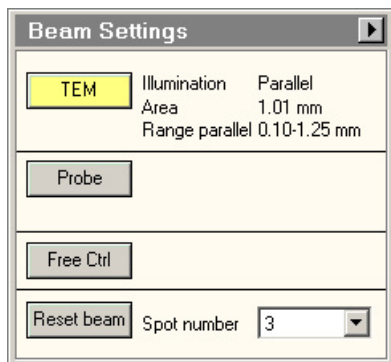 Beam Settings
TEM Illumination Parallel
Area 1.01 mm
Range parallel 0.10-1.25 mm
Probe
Free Ctrl
Reset beam Spot number 3